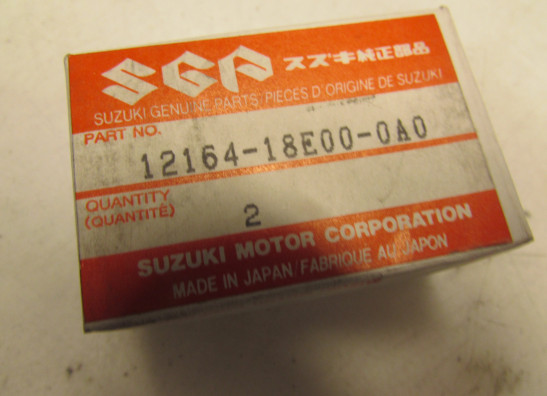 SGP スズキ純正部品
SUZUKI GENUINE PARTS/PIECES D'ORIGINE DE SUZUKI
PART NO.
12164-18E00-0A0
QUANTITY
(QUANTITÉ)
2
SUZUKI MOTOR CORPORATION
MADE IN JAPAN/FABRIQUE AU JAPON